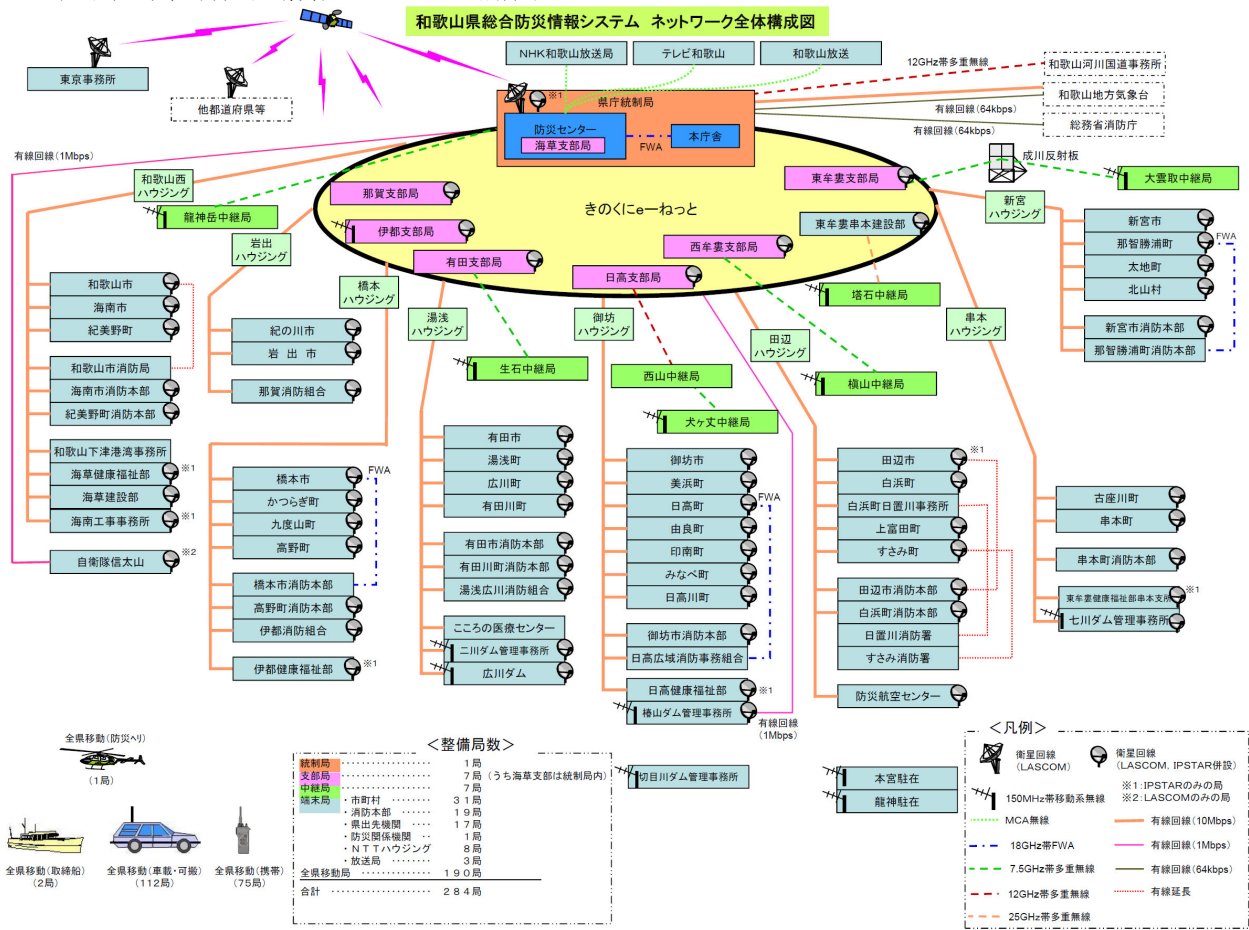 和歌山県総合防災情報システム ネットワーク全体構成図
東京事務所
他都道府県等
NHK和歌山放送局
テレビ和歌山
和歌山放送
12GHz帯多重無線
和歌山河川国道事務所
和歌山地方気象台
総務省消防庁
有線回線(64kbps)
有線回線(64kbps)
県庁統制局
※1
防災センター
海草支部局
FWA
本庁舎
有線回線(1Mbps)
和歌山西
ハウジング
龍神岳中継局
岩出
ハウジング
橋本
ハウジング
湯浅
ハウジング
御坊
ハウジング
田辺
ハウジング
串本
ハウジング
新宮
ハウジング
きのくにeーねっと
那賀支部局
伊都支部局
有田支部局
日高支部局
西牟婁支部局
東牟婁支部局
東牟婁串本建設部
成川反射板
大雲取中継局
塔石中継局
生石中継局
西山中継局
犬ヶ丈中継局
槇山中継局
和歌山市
海南市
紀美野町
和歌山市消防局
海南市消防本部
紀美野町消防本部
和歌山下津港湾事務所
海草健康福祉部
※1
海草建設部
海南工事事務所
※1
自衛隊信太山
※2
紀の川市
岩出市
那賀消防組合
橋本市
FWA
かつらぎ町
九度山町
高野町
橋本市消防本部
高野町消防本部
伊都消防組合
伊都健康福祉部
※1
有田市
湯浅町
広川町
有田川町
有田市消防本部
有田川町消防本部
湯浅広川消防組合
こころの医療センター
二川ダム管理事務所
広川ダム
御坊市
美浜町
日高町
FWA
由良町
印南町
みなべ町
日高川町
御坊市消防本部
日高広域消防事務組合
日高健康福祉部
※1
椿山ダム管理事務所
有線回線
(1Mbps)
田辺市
※1
白浜町
白浜町日置川事務所
上富田町
すさみ町
田辺市消防本部
白浜町消防本部
日置川消防署
すさみ消防署
防災航空センター
古座川町
串本町
串本町消防本部
東牟婁健康福祉部串本支所
※1
七川ダム管理事務所
新宮市
FWA
那智勝浦町
太地町
北山村
新宮市消防本部
那智勝浦町消防本部
切目川ダム管理事務所
本宮駐在
龍神駐在
全県移動(防災ヘリ)
(1局)
全県移動(取締船)
(2局)
全県移動(車載・可搬)
(112局)
全県移動(携帯)
(75局)
<整備局数>
統制局 ………… 1局
支部局 ………… 7局 (うち海草支部は統制局内)
中継局 ………… 7局
端末局 ・市町村 ……… 31局
・消防本部 ……… 19局
・県出先機関 …… 17局
・防災関係機関 … 1局
・NTTハウジング 8局
・放送局 ……… 3局
全県移動局 ………… 190局
合計 ………… 284局
<凡例>
衛星回線
(LASCOM)
衛星回線
(LASCOM, IPSTAR併設)
※1:IPSTARのみの局
※2:LASCOMのみの局
150MHz帯移動系無線
MCA無線
18GHz帯FWA
7.5GHz帯多重無線
12GHz帯多重無線
25GHz帯多重無線
有線回線(10Mbps)
有線回線(1Mbps)
有線回線(64kbps)
有線延長